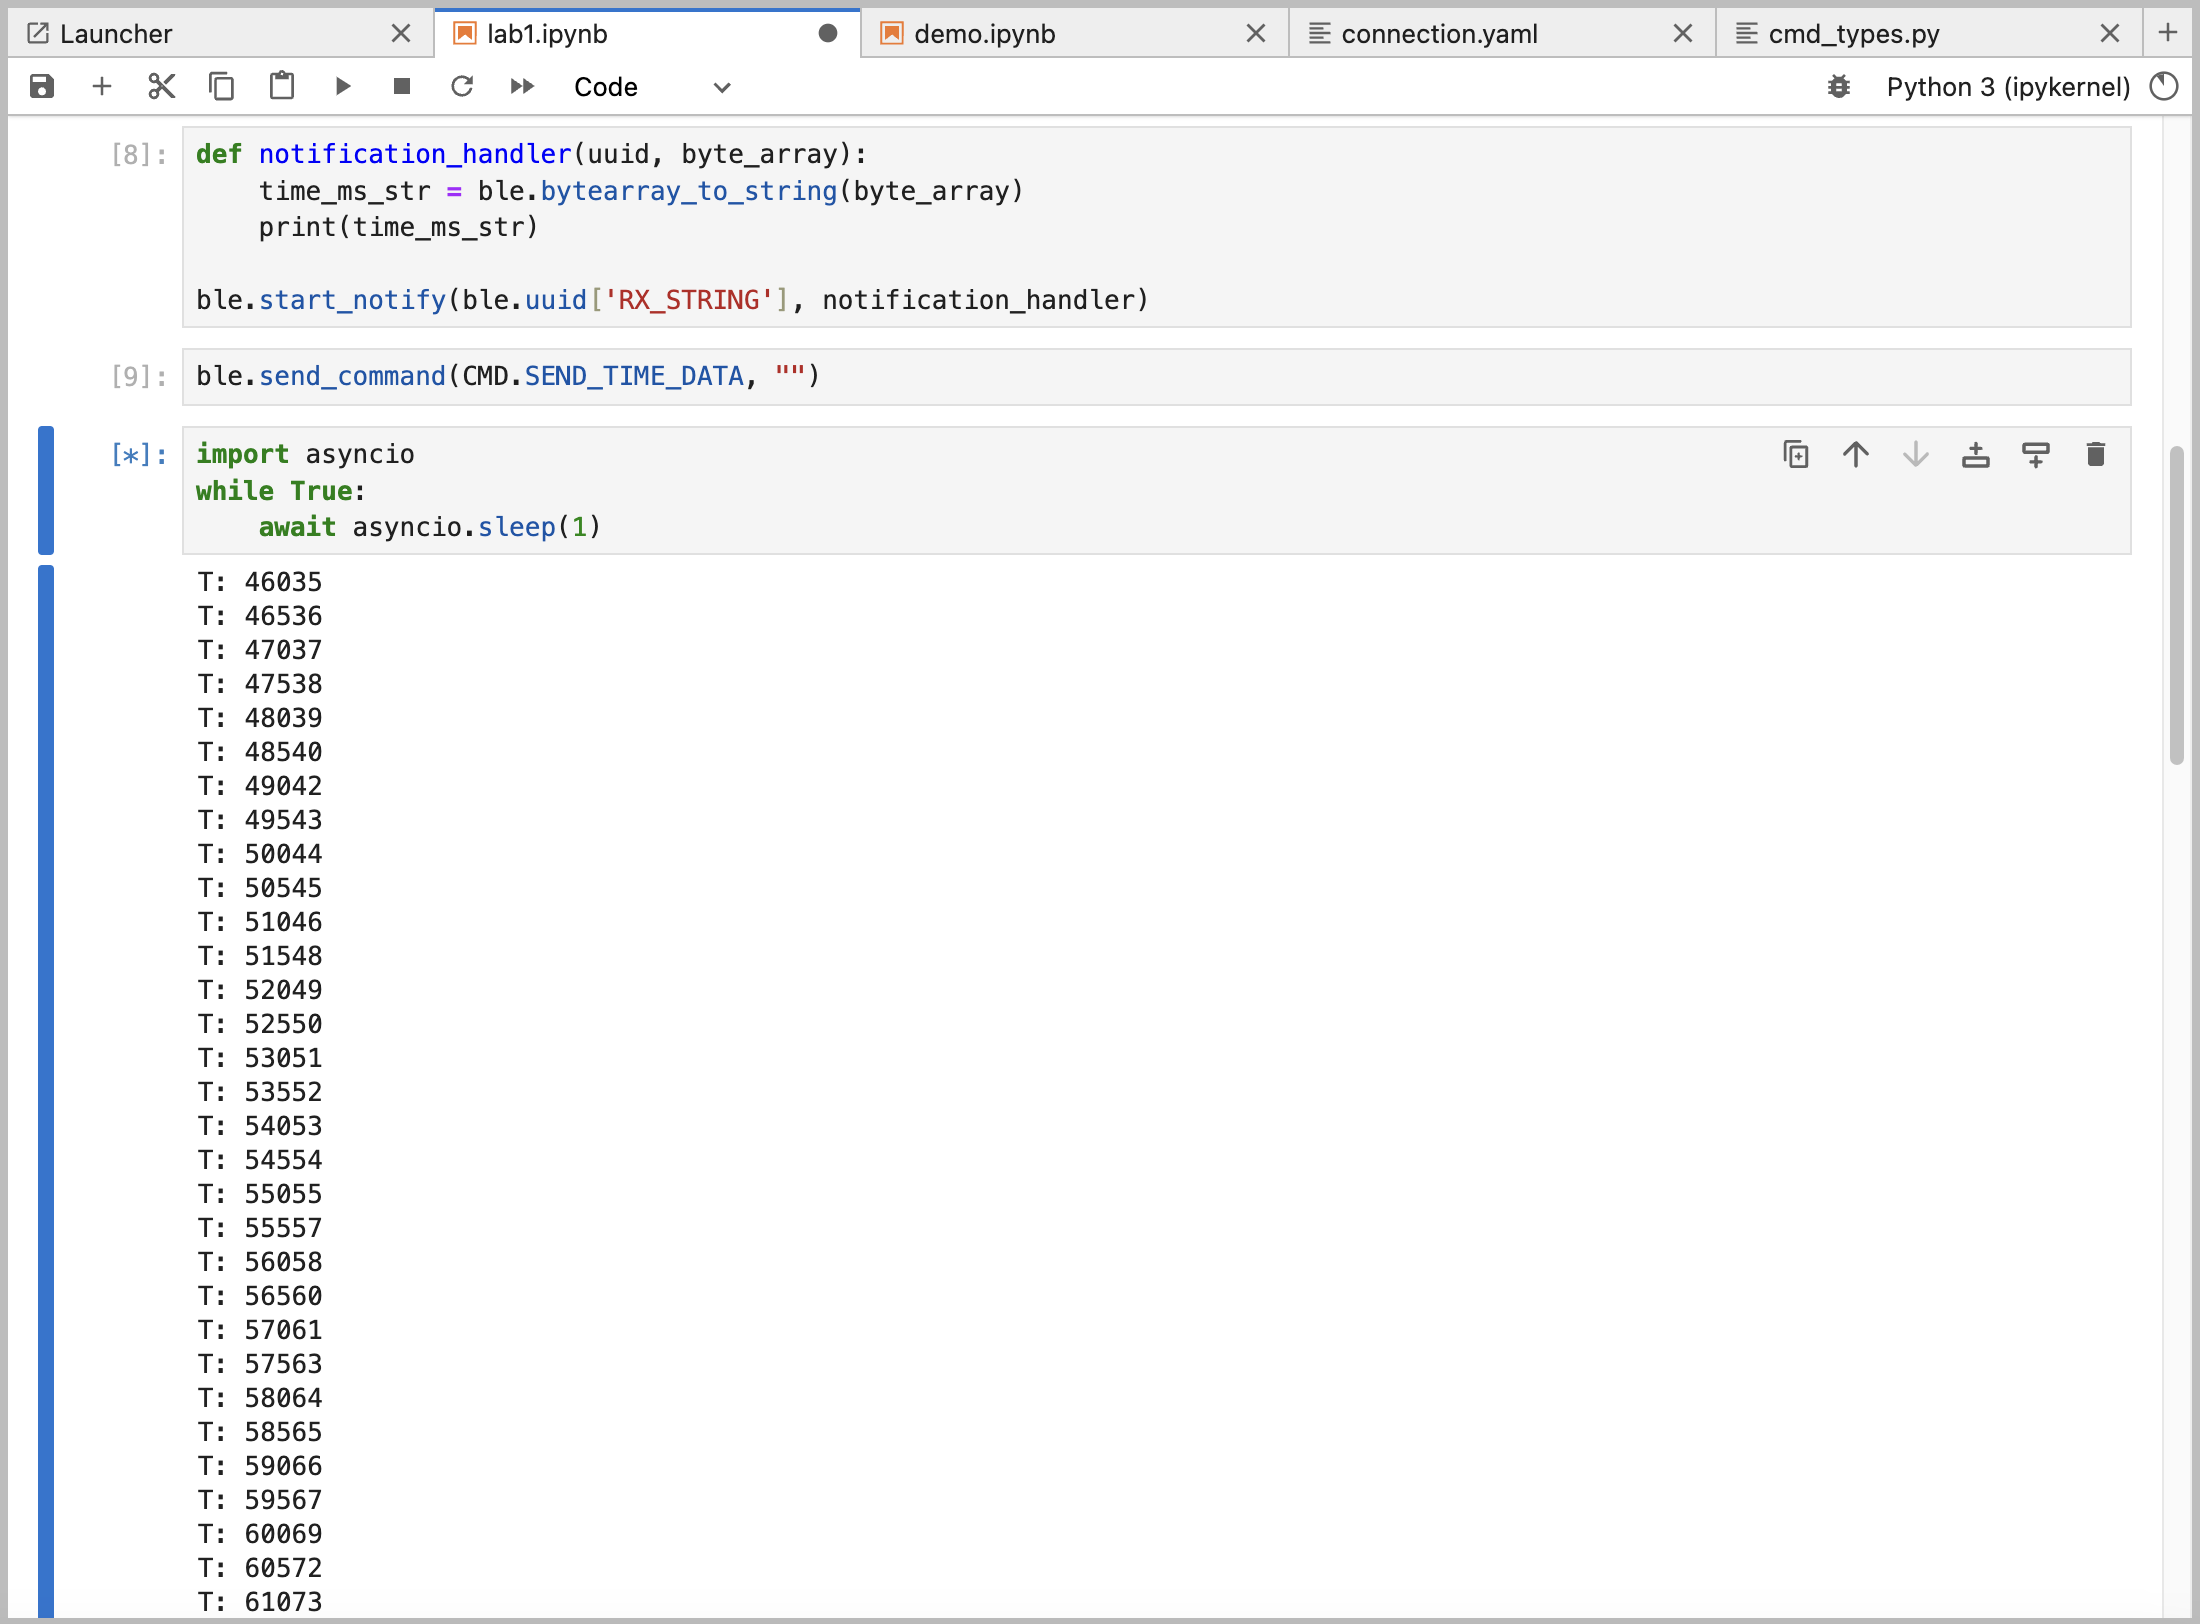 Launcher
lab1.ipynb
demo.ipynb
connection.yaml
cmd_types.py
Code
Python 3 (ipykernel)
[8]:
def notification_handler(uuid, byte_array):
    time_ms_str = ble.bytearray_to_string(byte_array)
    print(time_ms_str)
ble.start_notify(ble.uuid['RX_STRING'], notification_handler)
[9]:
ble.send_command(CMD.SEND_TIME_DATA, "")
[*]:
import asyncio
while True:
    await asyncio.sleep(1)
T: 46035
T: 46536
T: 47037
T: 47538
T: 48039
T: 48540
T: 49042
T: 49543
T: 50044
T: 50545
T: 51046
T: 51548
T: 52049
T: 52550
T: 53051
T: 53552
T: 54053
T: 54554
T: 55055
T: 55557
T: 56058
T: 56560
T: 57061
T: 57563
T: 58064
T: 58565
T: 59066
T: 59567
T: 60069
T: 60572
T: 61073